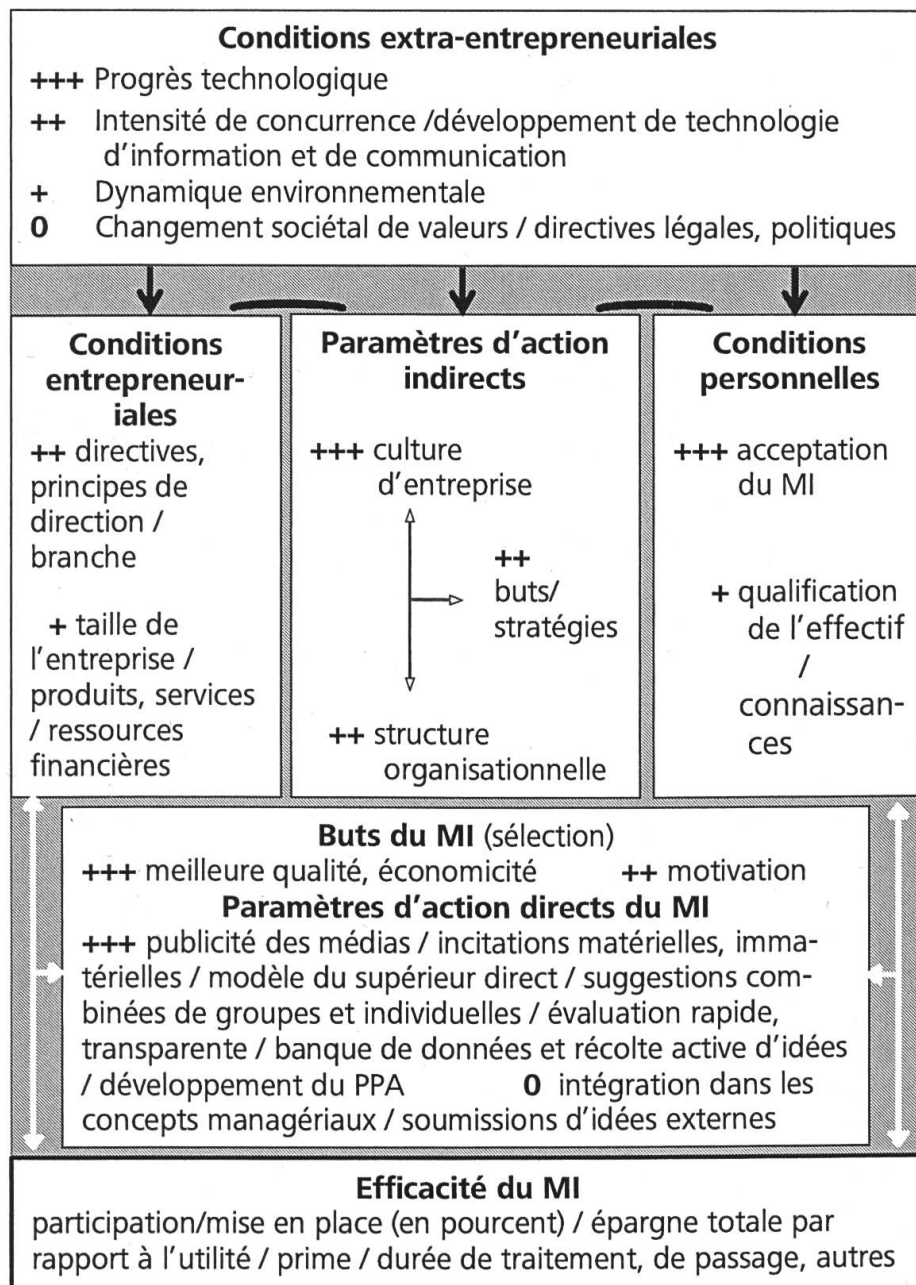 Conditions extra-entrepreneuriales
+++ Progrès technologique
++ Intensité de concurrence /développement de technologie
d'information et de communication
+ Dynamique environnementale
0 Changement sociétal de valeurs / directives légales, politiques
Conditions
entrepreneur-
iales
++ directives,
principes de
direction /
branche
+ taille de
l'entreprise /
produits, services
/ ressources
financières
Paramètres d'action
indirects
+++ culture
d'entreprise
++
buts/
stratégies
++ structure
organisationnelle
Conditions
personnelles
+++ acceptation
du MI
+ qualification
de l'effectif
/
connaissan-
ces
Buts du MI (sélection)
+++ meilleure qualité, économicité ++ motivation
Paramètres d'action directs du MI
+++ publicité des médias / incitations matérielles, imma-
térielles / modèle du supérieur direct / suggestions com-
binées de groupes et individuelles / évaluation rapide,
transparente / banque de données et récolte active d'idées
/ développement du PPA 0 intégration dans les
concepts managériaux / soumissions d'idées externes
Efficacité du MI
participation/mise en place (en pourcent) / épargne totale par
rapport à l'utilité / prime / durée de traitement, de passage, autres